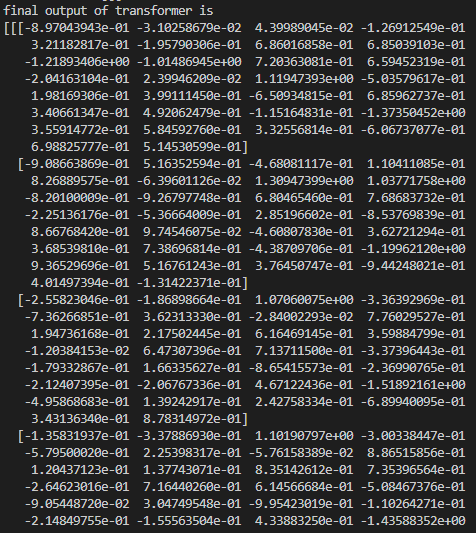 final output of transformer is
[[[-8.97043943e-01 -3.10258679e-02 4.39989045e-02 -1.26912549e-01
3.21182817e-01 -1.95790306e-01 6.86016858e-01 6.85039103e-01
-1.21893406e+00 -1.01486945e+00 7.20363081e-01 6.59452319e-01
-2.04163104e-01 2.39946209e-02 1.11947393e+00 -5.03579617e-01
1.98169306e-01 3.99111450e-01 -6.50934815e-01 6.85962737e-01
3.40661347e-01 4.92062479e-01 -1.15164831e-01 -1.37350452e+00
3.55914772e-01 5.84592760e-01 3.32556814e-01 -6.06737077e-01
6.98825777e-01 5.14530599e-01]
[-9.08663869e-01 5.16352594e-01 -4.68081117e-01 1.10411085e-01
8.26889575e-01 -6.39601126e-02 1.30947399e+00 1.03771758e+00
-8.20100009e-01 -9.26797748e-01 6.80465460e-01 7.68683732e-01
-2.25136176e-01 -5.36664009e-01 2.85196602e-01 -8.53769839e-01
8.66768420e-01 9.74546075e-02 -4.60807830e-01 3.62721294e-01
3.68539810e-01 7.38696814e-01 -4.38709706e-01 -1.19962120e+00
9.36529696e-01 5.16761243e-01 3.76450747e-01 -9.44248021e-01
4.01497394e-01 -1.31422371e-01]
[-2.55823046e-01 -1.86898664e-01 1.07060075e+00 -3.36392969e-01
-7.36266851e-01 3.62313330e-01 -2.84002293e-02 7.76029527e-01
1.94736168e-01 2.17502445e-01 6.16469145e-01 3.59884799e-01
-1.20384153e-02 6.47307396e-01 7.13711500e-01 -3.37396443e-01
-1.79332867e-01 1.66335627e-01 -8.65415573e-01 -2.36990765e-01
-2.12407395e-01 -2.06767336e-01 4.67122436e-01 -1.51892161e+00
-4.95868683e-01 1.39242917e-01 2.42758334e-01 -6.89940095e-01
3.43136340e-01 8.78314972e-01]
[-1.35831937e-01 -3.37886930e-01 1.10190797e+00 -3.00338447e-01
-5.79500020e-01 2.25398317e-01 -5.76158389e-02 8.86515856e-01
1.20437123e-01 1.37743071e-01 8.35142612e-01 7.35396564e-01
-2.64623016e-01 7.16440260e-01 6.14566684e-01 -5.08467376e-01
-9.05448720e-02 3.04749548e-01 -9.95423019e-01 -1.10264271e-01
-2.14849755e-01 -1.55563504e-01 4.33883250e-01 -1.43588352e+00